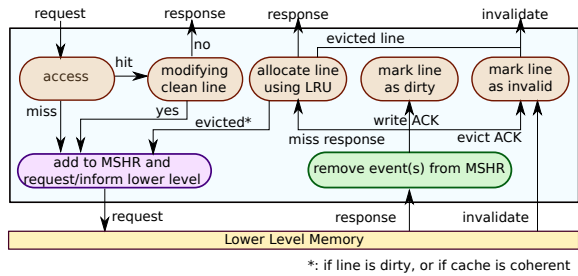 request
response
response
invalidate
evicted line
no
access
hit
modifying
clean line
allocate line
using LRU
mark line
as dirty
mark line
as invalid
miss
yes
evicted*
write ACK
miss response
evict ACK
add to MSHR and
request/inform lower level
remove event(s) from MSHR
request
response
invalidate
Lower Level Memory
*: if line is dirty, or if cache is coherent